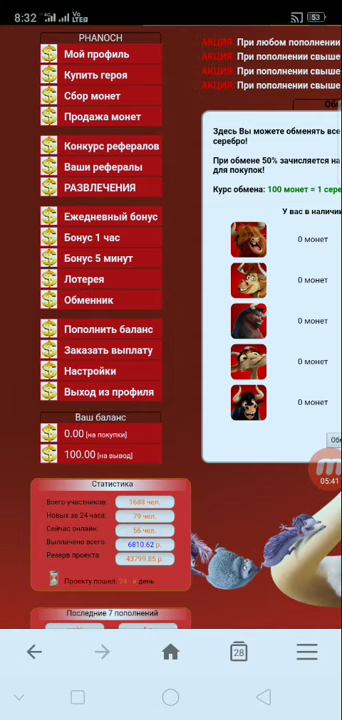 8:32
53
PHANOCH
Мой профиль
Купить героя
Сбор монет
Продажа монет
Конкурс рефералов
Ваши рефералы
РАЗВЛЕЧЕНИЯ
Ежедневный бонус
Бонус 1 час
Бонус 5 минут
Лотерея
Обменник
Пополнить баланс
Заказать выплату
Настройки
Выход из профиля
Ваш баланс
0.00 [на покупки]
100.00 [на вывод]
Статистика
Всего участников: 1688 чел.
Новых за 24 часа: 79 чел.
Сейчас онлайн: 56 чел.
Выплачено всего: 6810.62 р.
Резерв проекта: 43799.85 р.
Проекту пошел: 24 - й день
Последние 7 пополнений
АКЦИЯ: При любом пополнени
АКЦИЯ: При пополнении свыше
АКЦИЯ: При пополнении свыше
АКЦИЯ: При пополнении свыше
Здесь Вы можете обменять все
серебро!
При обмене 50% зачисляется на
для покупок!
Курс обмена: 100 монет = 1 сере
У вас в наличи
0 монет
0 монет
0 монет
0 монет
0 монет
05:41
28